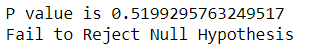 P value is 0.5199295763249517
Fail to Reject Null Hypothesis